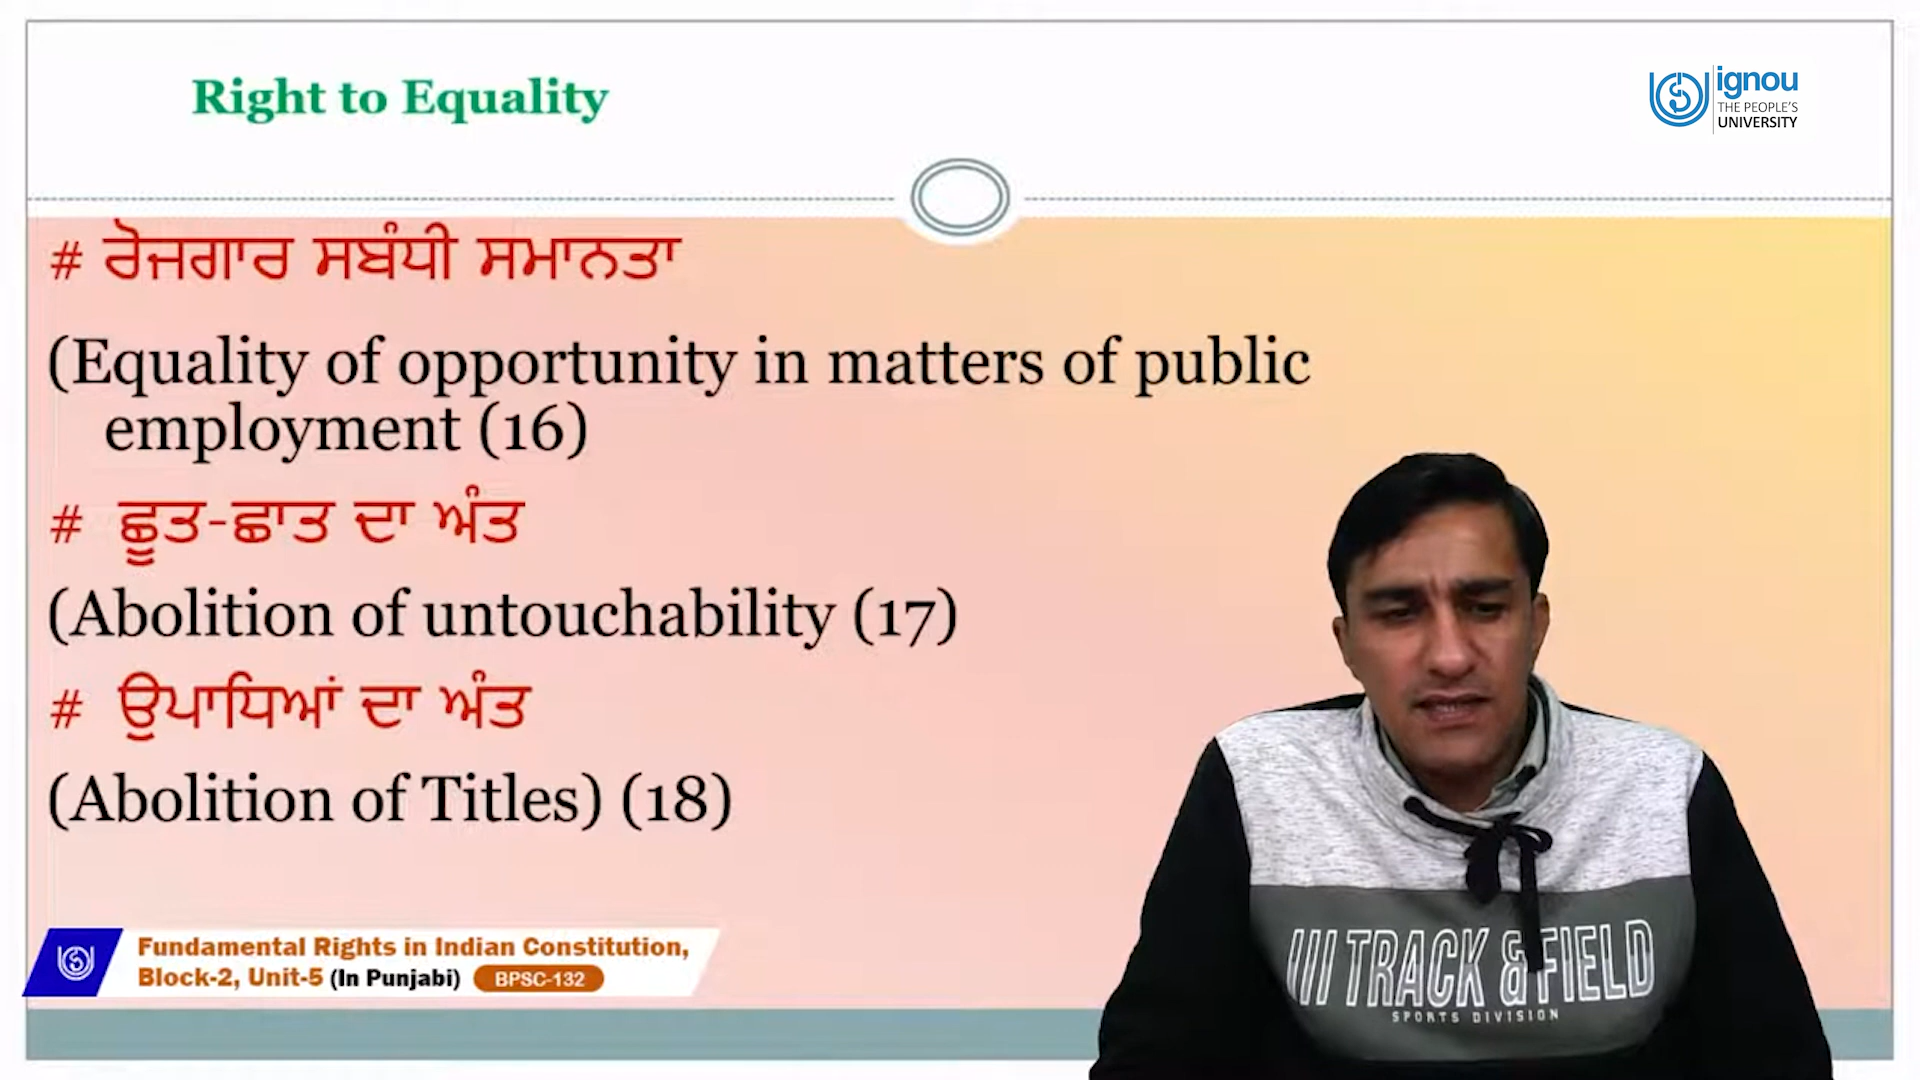 Right to Equality
ignou
THE PEOPLE'S
UNIVERSITY
# ਰੋਜਗਾਰ ਸਬੰਧੀ ਸਮਾਨਤਾ
(Equality of opportunity in matters of public
employment (16)
# ਛੂਤ-ਛਾਤ ਦਾ ਅੰਤ
(Abolition of untouchability (17)
# ਉਪਾਧਿਆਂ ਦਾ ਅੰਤ
(Abolition of Titles) (18)
Fundamental Rights in Indian Constitution,
Block-2, Unit-5 (In Punjabi) BPSC-132
TRACK & FIELD
SPORTS DIVISION